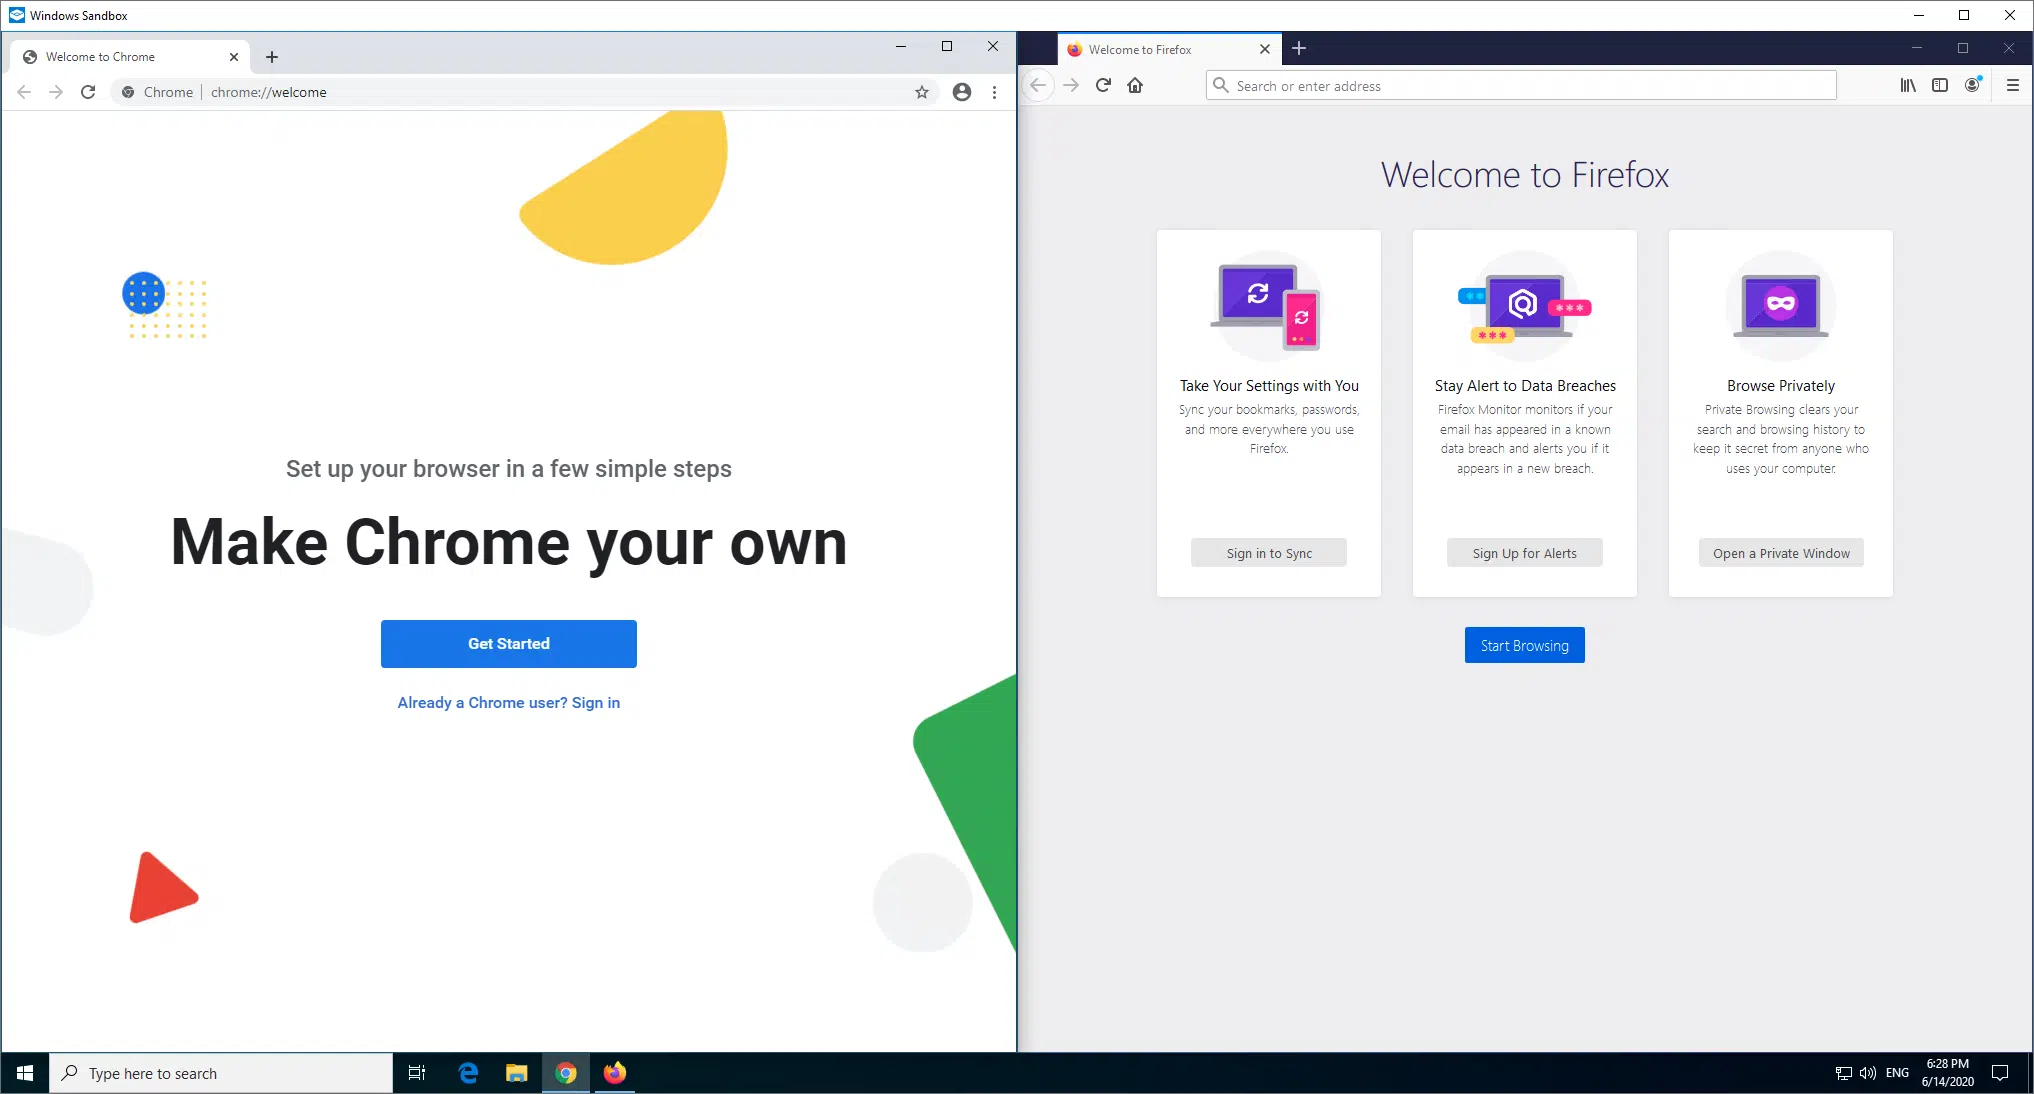 Windows Sandbox
Welcome to Chrome
Chrome | chrome://welcome
Set up your browser in a few simple steps
Make Chrome your own
Get Started
Already a Chrome user? Sign in
Welcome to Firefox
Search or enter address
Welcome to Firefox
Take Your Settings with You
Sync your bookmarks, passwords,
and more everywhere you use
Firefox.
Sign in to Sync
Stay Alert to Data Breaches
Firefox Monitor monitors if your
email has appeared in a known
data breach and alerts you if it
appears in a new breach.
Sign Up for Alerts
Browse Privately
Private Browsing clears your
search and browsing history to
keep it secret from anyone who
uses your computer.
Open a Private Window
Start Browsing
Type here to search
ENG
6:28 PM
6/14/2020